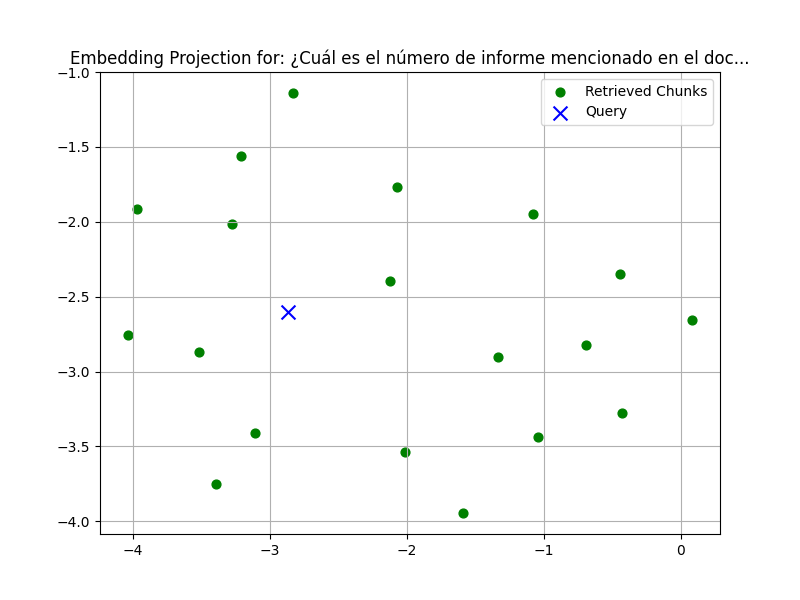 Embedding Projection for: ¿Cuál es el número de informe mencionado en el doc...
Retrieved Chunks
Query
−1.0
−1.5
−2.0
−2.5
−3.0
−3.5
−4.0
−4 −3 −2 −1 0